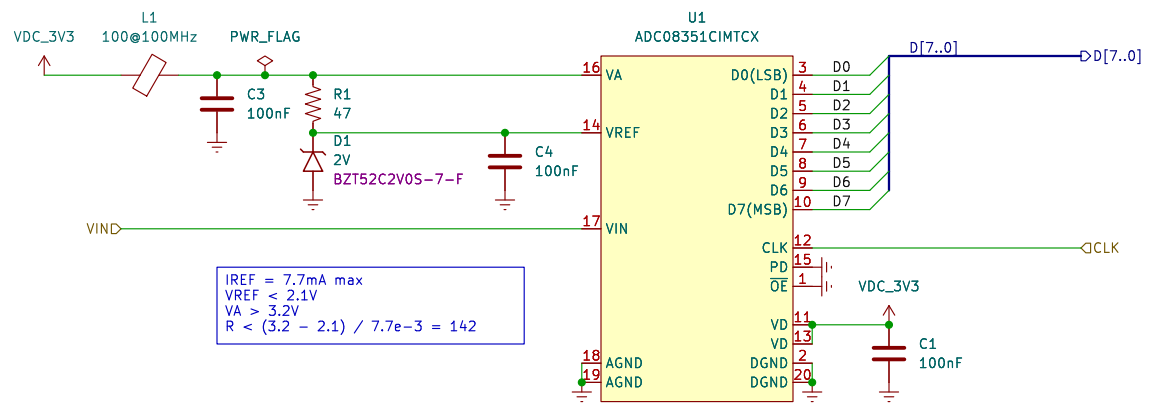 L1
U1
VDC_3V3
100@100MHz
PWR_FLAG
ADC08351CIMTCX
D[7..0]
D[7..0]
16
VA
D0(LSB)
3
D0
C3
100nF
R1
47
D1
4
D1
D2
5
D2
14
VREF
D3
6
D3
D1
2V
BZT52C2V0S-7-F
C4
100nF
D4
7
D4
D5
8
D5
D6
9
D6
D7(MSB)
10
D7
VIN
17
VIN
CLK
12
CLK
PD
15
OE
1
IREF = 7.7mA max
VREF < 2.1V
VA > 3.2V
R < (3.2 - 2.1) / 7.7e-3 = 142
VDC_3V3
VD
11
VD
13
C1
100nF
18
AGND
DGND
2
19
AGND
DGND
20